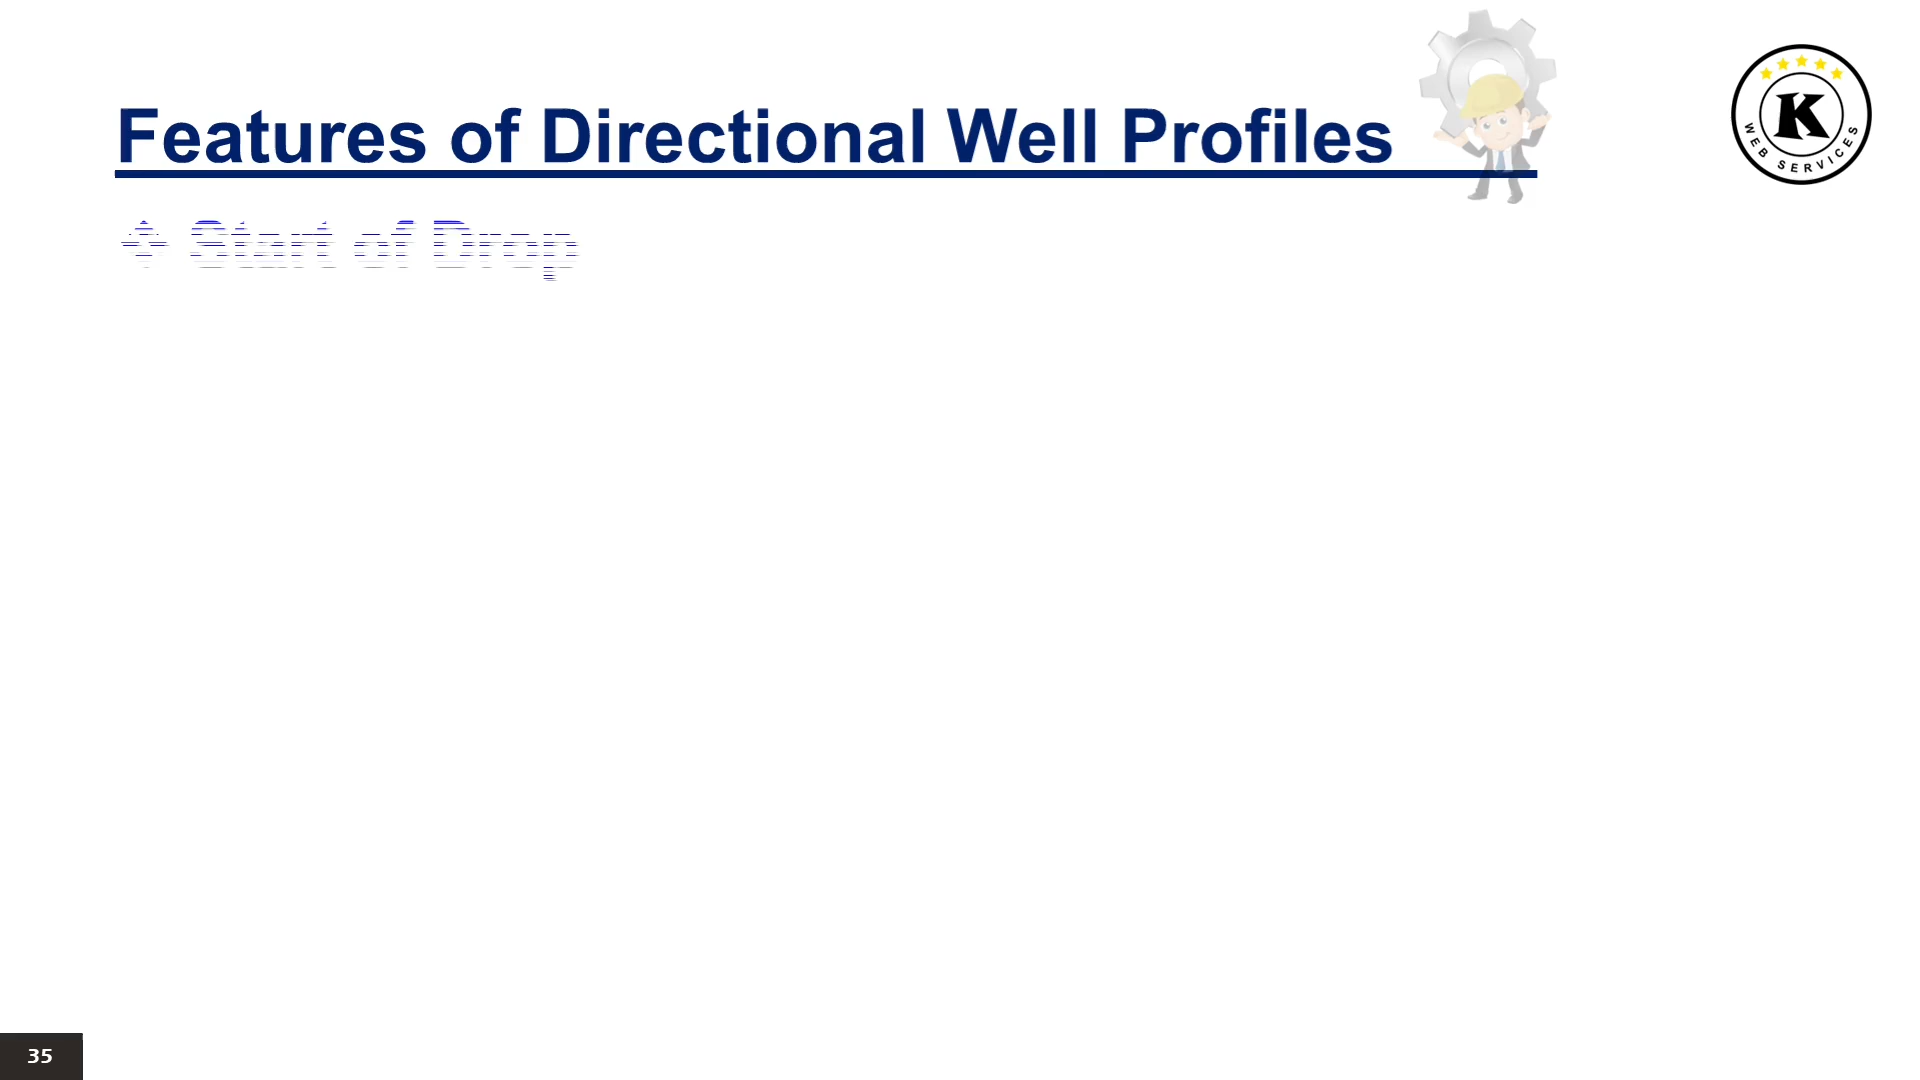 Features of Directional Well Profiles
K
WEB SERVICES
❖ Start of Drop
35